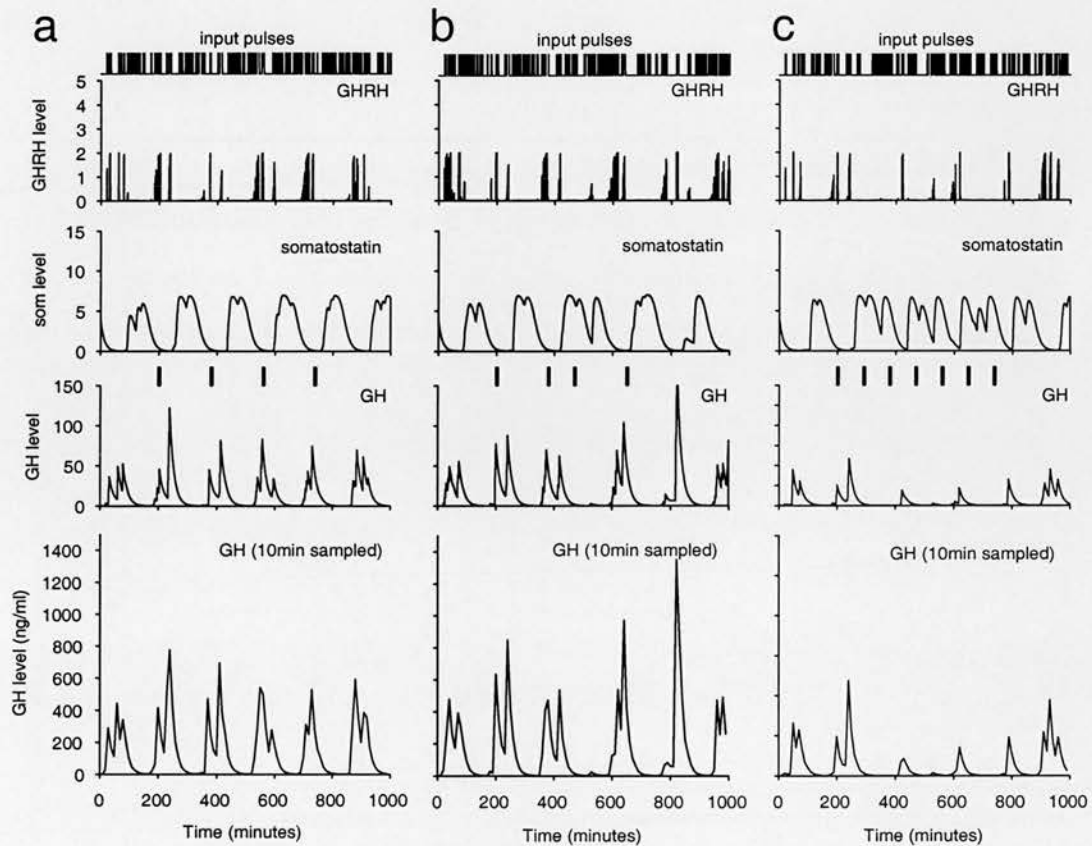 a b c
input pulses input pulses input pulses
GHRH GHRH GHRH
GHRH level
5
4
3
2
1
0
somatostatin somatostatin somatostatin
som level
15
10
5
0
GH GH GH
GH level
150
100
50
0
GH (10min sampled) GH (10min sampled) GH (10min sampled)
GH level (ng/ml)
1400
1200
1000
800
600
400
200
0
0 200 400 600 800 1000 0 200 400 600 800 1000 0 200 400 600 800 1000
Time (minutes) Time (minutes) Time (minutes)